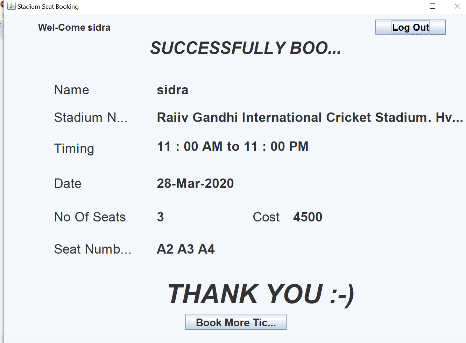 Stadium Seat Booking
Wel-Come sidra
Log Out
SUCCESSFULLY BOO...
Name sidra
Stadium N... Rajiv Gandhi International Cricket Stadium. Hv...
Timing 11 : 00 AM to 11 : 00 PM
Date 28-Mar-2020
No Of Seats 3 Cost 4500
Seat Numb... A2 A3 A4
THANK YOU :-)
Book More Tic...